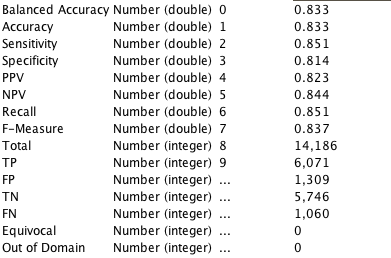 Balanced Accuracy Number (double) 0 0.833
Accuracy Number (double) 1 0.833
Sensitivity Number (double) 2 0.851
Specificity Number (double) 3 0.814
PPV Number (double) 4 0.823
NPV Number (double) 5 0.844
Recall Number (double) 6 0.851
F-Measure Number (double) 7 0.837
Total Number (integer) 8 14,186
TP Number (integer) 9 6,071
FP Number (integer) ... 1,309
TN Number (integer) ... 5,746
FN Number (integer) ... 1,060
Equivocal Number (integer) ... 0
Out of Domain Number (integer) ... 0